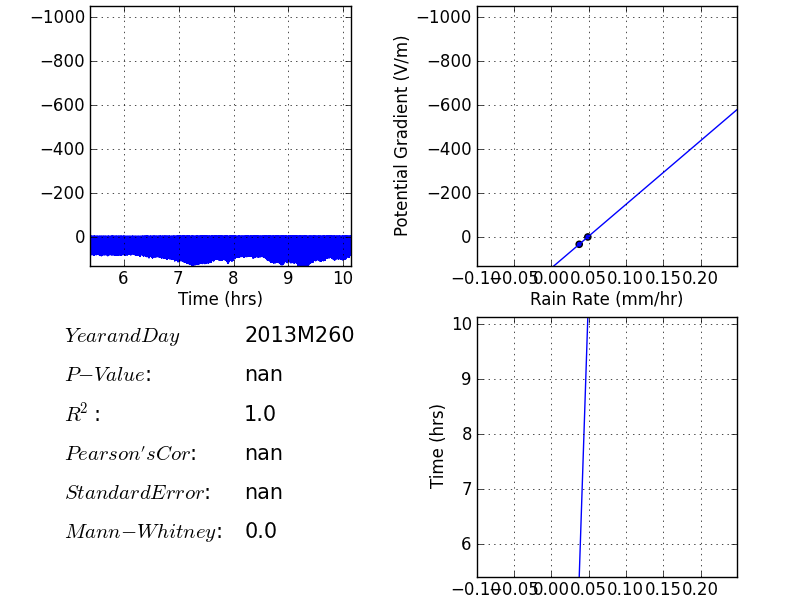 −1000
−800
−600
−400
−200
0
6 7 8 9 10
Time (hrs)
Potential Gradient (V/m)
−1000
−800
−600
−400
−200
0
−0.10 −0.05 0.00 0.05 0.10 0.15 0.20
Rain Rate (mm/hr)
YearandDay 2013M260
P−Value: nan
R²: 1.0
Pearson'sCor: nan
StandardError: nan
Mann−Whitney: 0.0
Time (hrs)
10
9
8
7
6
−0.10 −0.05 0.00 0.05 0.10 0.15 0.20